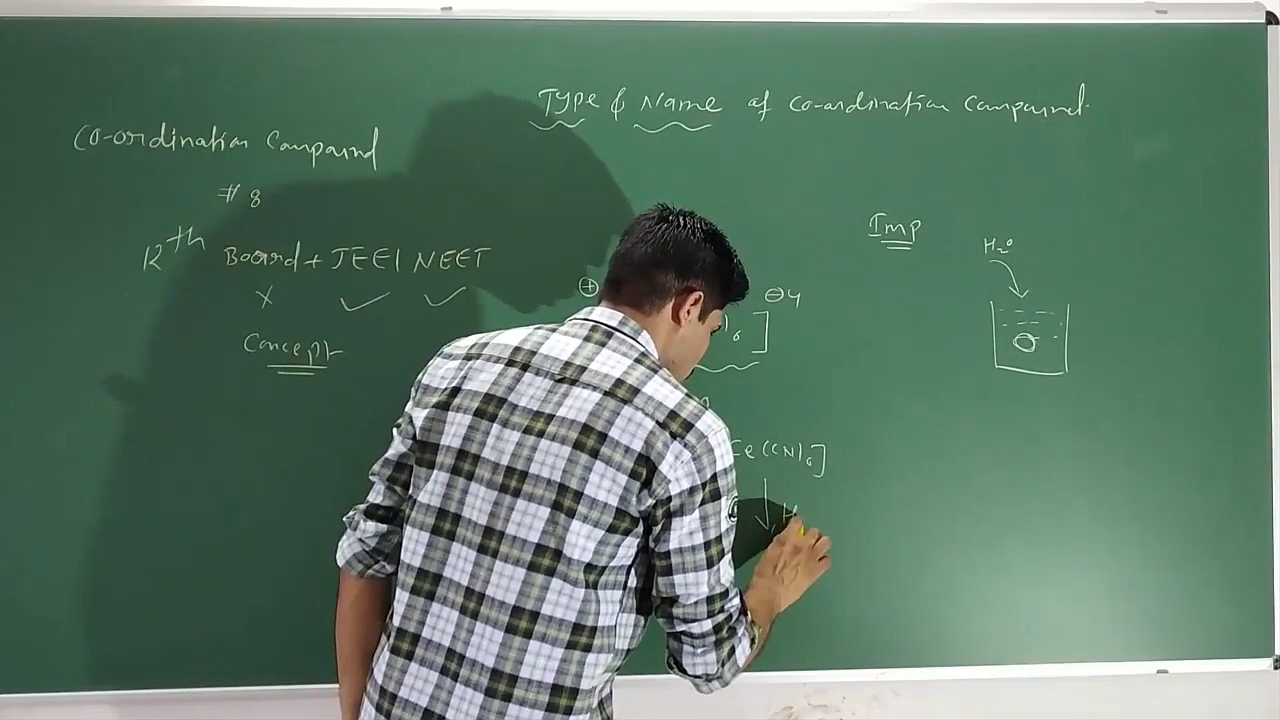 Type & Name of Co-ordination Compound.
Co-ordination Compound
# 8
12th Board + JEE | NEET
Concept
Imp
H2O
⊕
⊖4
6]
Fe(CN)6]
H